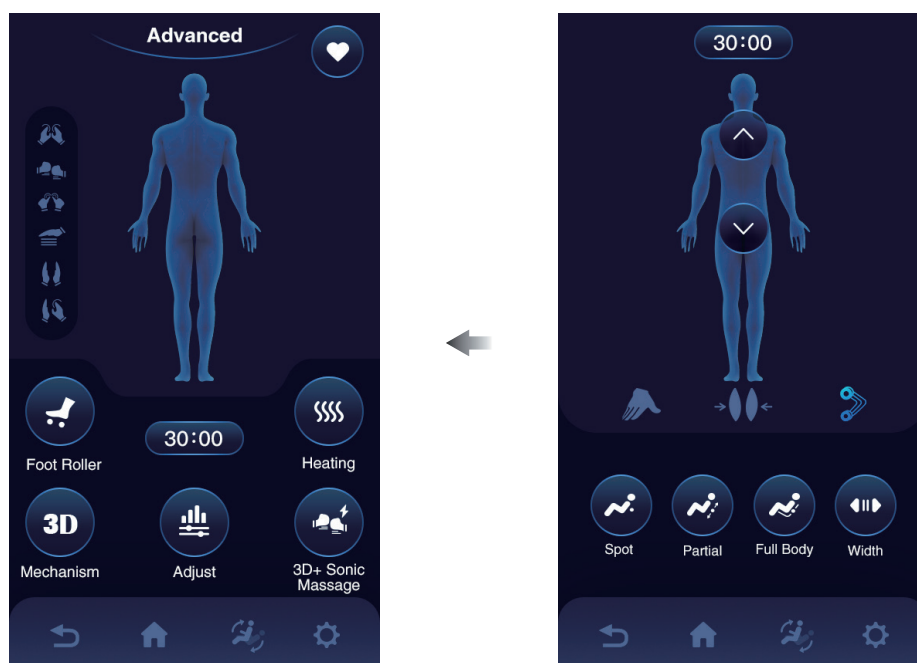 Advanced
Foot Roller
30:00
Heating
3D
Mechanism
Adjust
3D+ Sonic
Massage
30:00
Spot
Partial
Full Body
Width